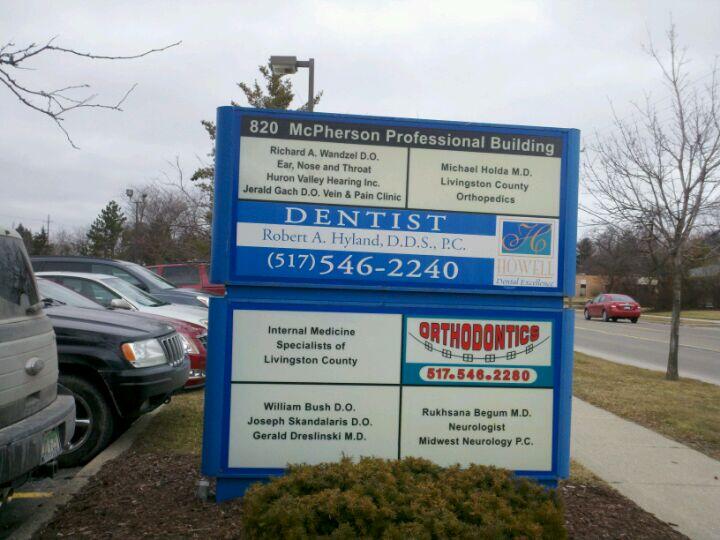 820 McPherson Professional Building
Richard A. Wandzel D.O.
Ear, Nose and Throat
Huron Valley Hearing Inc.
Jerald Gach D.O. Vein & Pain Clinic
Michael Holda M.D.
Livingston County
Orthopedics
DENTIST
Robert A. Hyland, D.D.S., P.C.
(517) 546-2240
H
HOWELL
Dental Excellence
Internal Medicine
Specialists of
Livingston County
ORTHODONTICS
517.546.2280
William Bush D.O.
Joseph Skandalaris D.O.
Gerald Dreslinski M.D.
Rukhsana Begum M.D.
Neurologist
Midwest Neurology P.C.